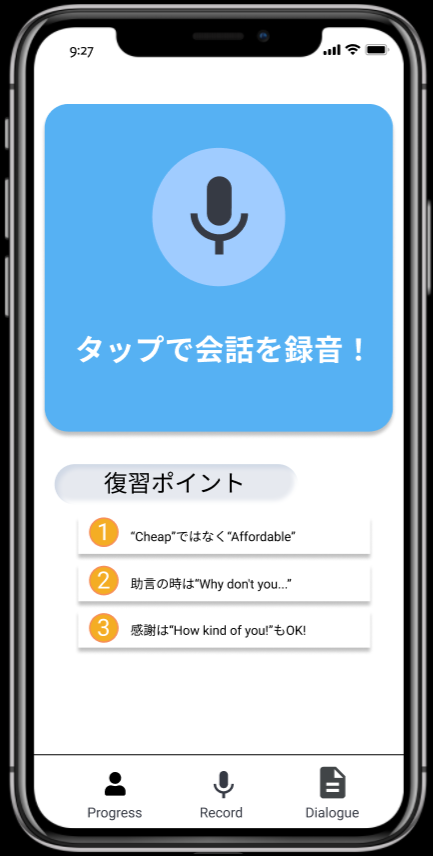 9:27
タップで会話を録音！
復習ポイント
1 “Cheap”ではなく“Affordable”
2 助言の時は“Why don't you...”
3 感謝は“How kind of you!”もOK!
Progress Record Dialogue